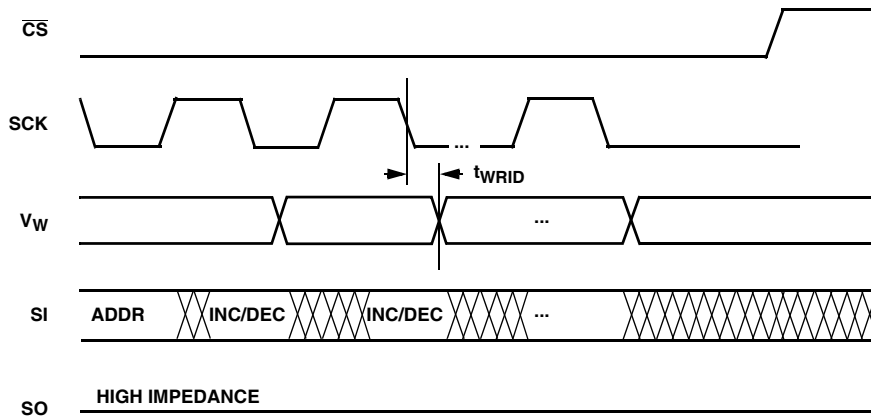 CS
SCK
...
tWRID
VW
...
SI
ADDR
INC/DEC
INC/DEC
...
HIGH IMPEDANCE
SO